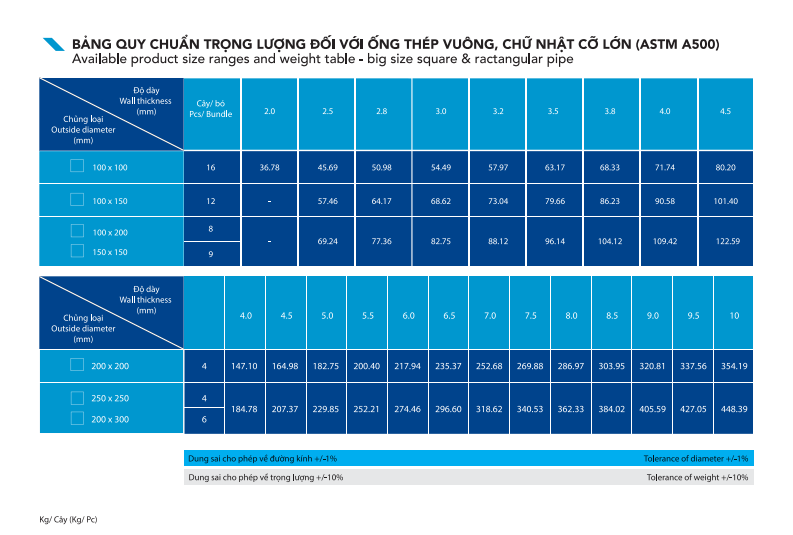 BẢNG QUY CHUẨN TRỌNG LƯỢNG ĐỐI VỚI ỐNG THÉP VUÔNG, CHỮ NHẬT CỠ LỚN (ASTM A500)
Available product size ranges and weight table - big size square & ractangular pipe
Độ dày
Wall thickness
(mm)
Chủng loại
Outside diameter
(mm)
Cây/ bó
Pcs/ Bundle
2.0 2.5 2.8 3.0 3.2 3.5 3.8 4.0 4.5
100 x 100 16 36.78 45.69 50.98 54.49 57.97 63.17 68.33 71.74 80.20
100 x 150 12 - 57.46 64.17 68.62 73.04 79.66 86.23 90.58 101.40
100 x 200 8
- 69.24 77.36 82.75 88.12 96.14 104.12 109.42 122.59
150 x 150 9
Độ dày
Wall thickness
(mm)
Chủng loại
Outside diameter
(mm)
4.0 4.5 5.0 5.5 6.0 6.5 7.0 7.5 8.0 8.5 9.0 9.5 10
200 x 200 4 147.10 164.98 182.75 200.40 217.94 235.37 252.68 269.88 286.97 303.95 320.81 337.56 354.19
250 x 250 4
184.78 207.37 229.85 252.21 274.46 296.60 318.62 340.53 362.33 384.02 405.59 427.05 448.39
200 x 300 6
Dung sai cho phép về đường kính +/-1% Tolerance of diameter +/-1%
Dung sai cho phép về trọng lượng +/-10% Tolerance of weight +/-10%
Kg/ Cây (Kg/ Pc)